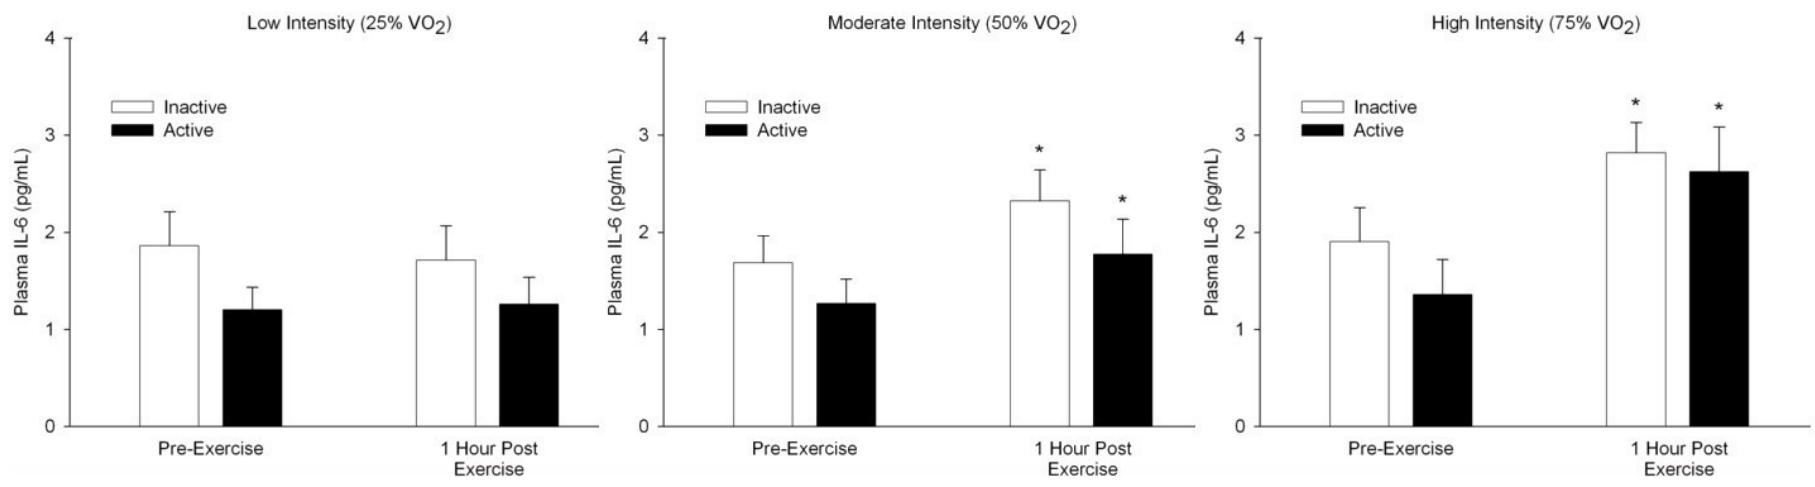 Low Intensity (25% VO2)
4
3
2
1
0
Plasma IL-6 (pg/mL)
Inactive
Active
Pre-Exercise
1 Hour Post
Exercise
Moderate Intensity (50% VO2)
4
3
2
1
0
Plasma IL-6 (pg/mL)
Inactive
Active
*
*
Pre-Exercise
1 Hour Post
Exercise
High Intensity (75% VO2)
4
3
2
1
0
Plasma IL-6 (pg/mL)
Inactive
Active
*
*
Pre-Exercise
1 Hour Post
Exercise